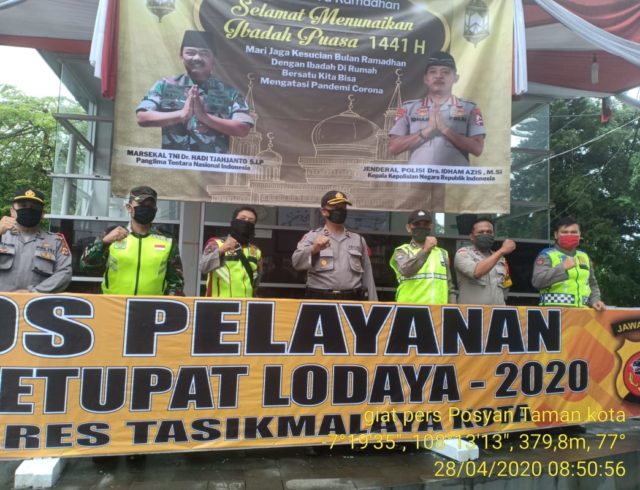 Ramadhan
Selamat Menunaikan
Ibadah Puasa 1441 H
Mari Jaga Kesucian Bulan Ramadhan
Dengan Ibadah Di Rumah
Bersatu Kita Bisa
Mengatasi Pandemi Corona
MARSEKAL TNI Dr. HADI TJAHJANTO S.I.P
Panglima Tentara Nasional Indonesia
JENDERAL POLISI Drs. IDHAM AZIS, M.Si
Kepala Kepolisian Negara Republik Indonesia
OS PELAYANAN
ETUPAT LODAYA - 2020
RES TASIKMALAYA KOTA
JAWA
giat pers Posyan Taman kota
-7°19'35", 108°13'13", 379,8m, 77°
28/04/2020 08:50:56